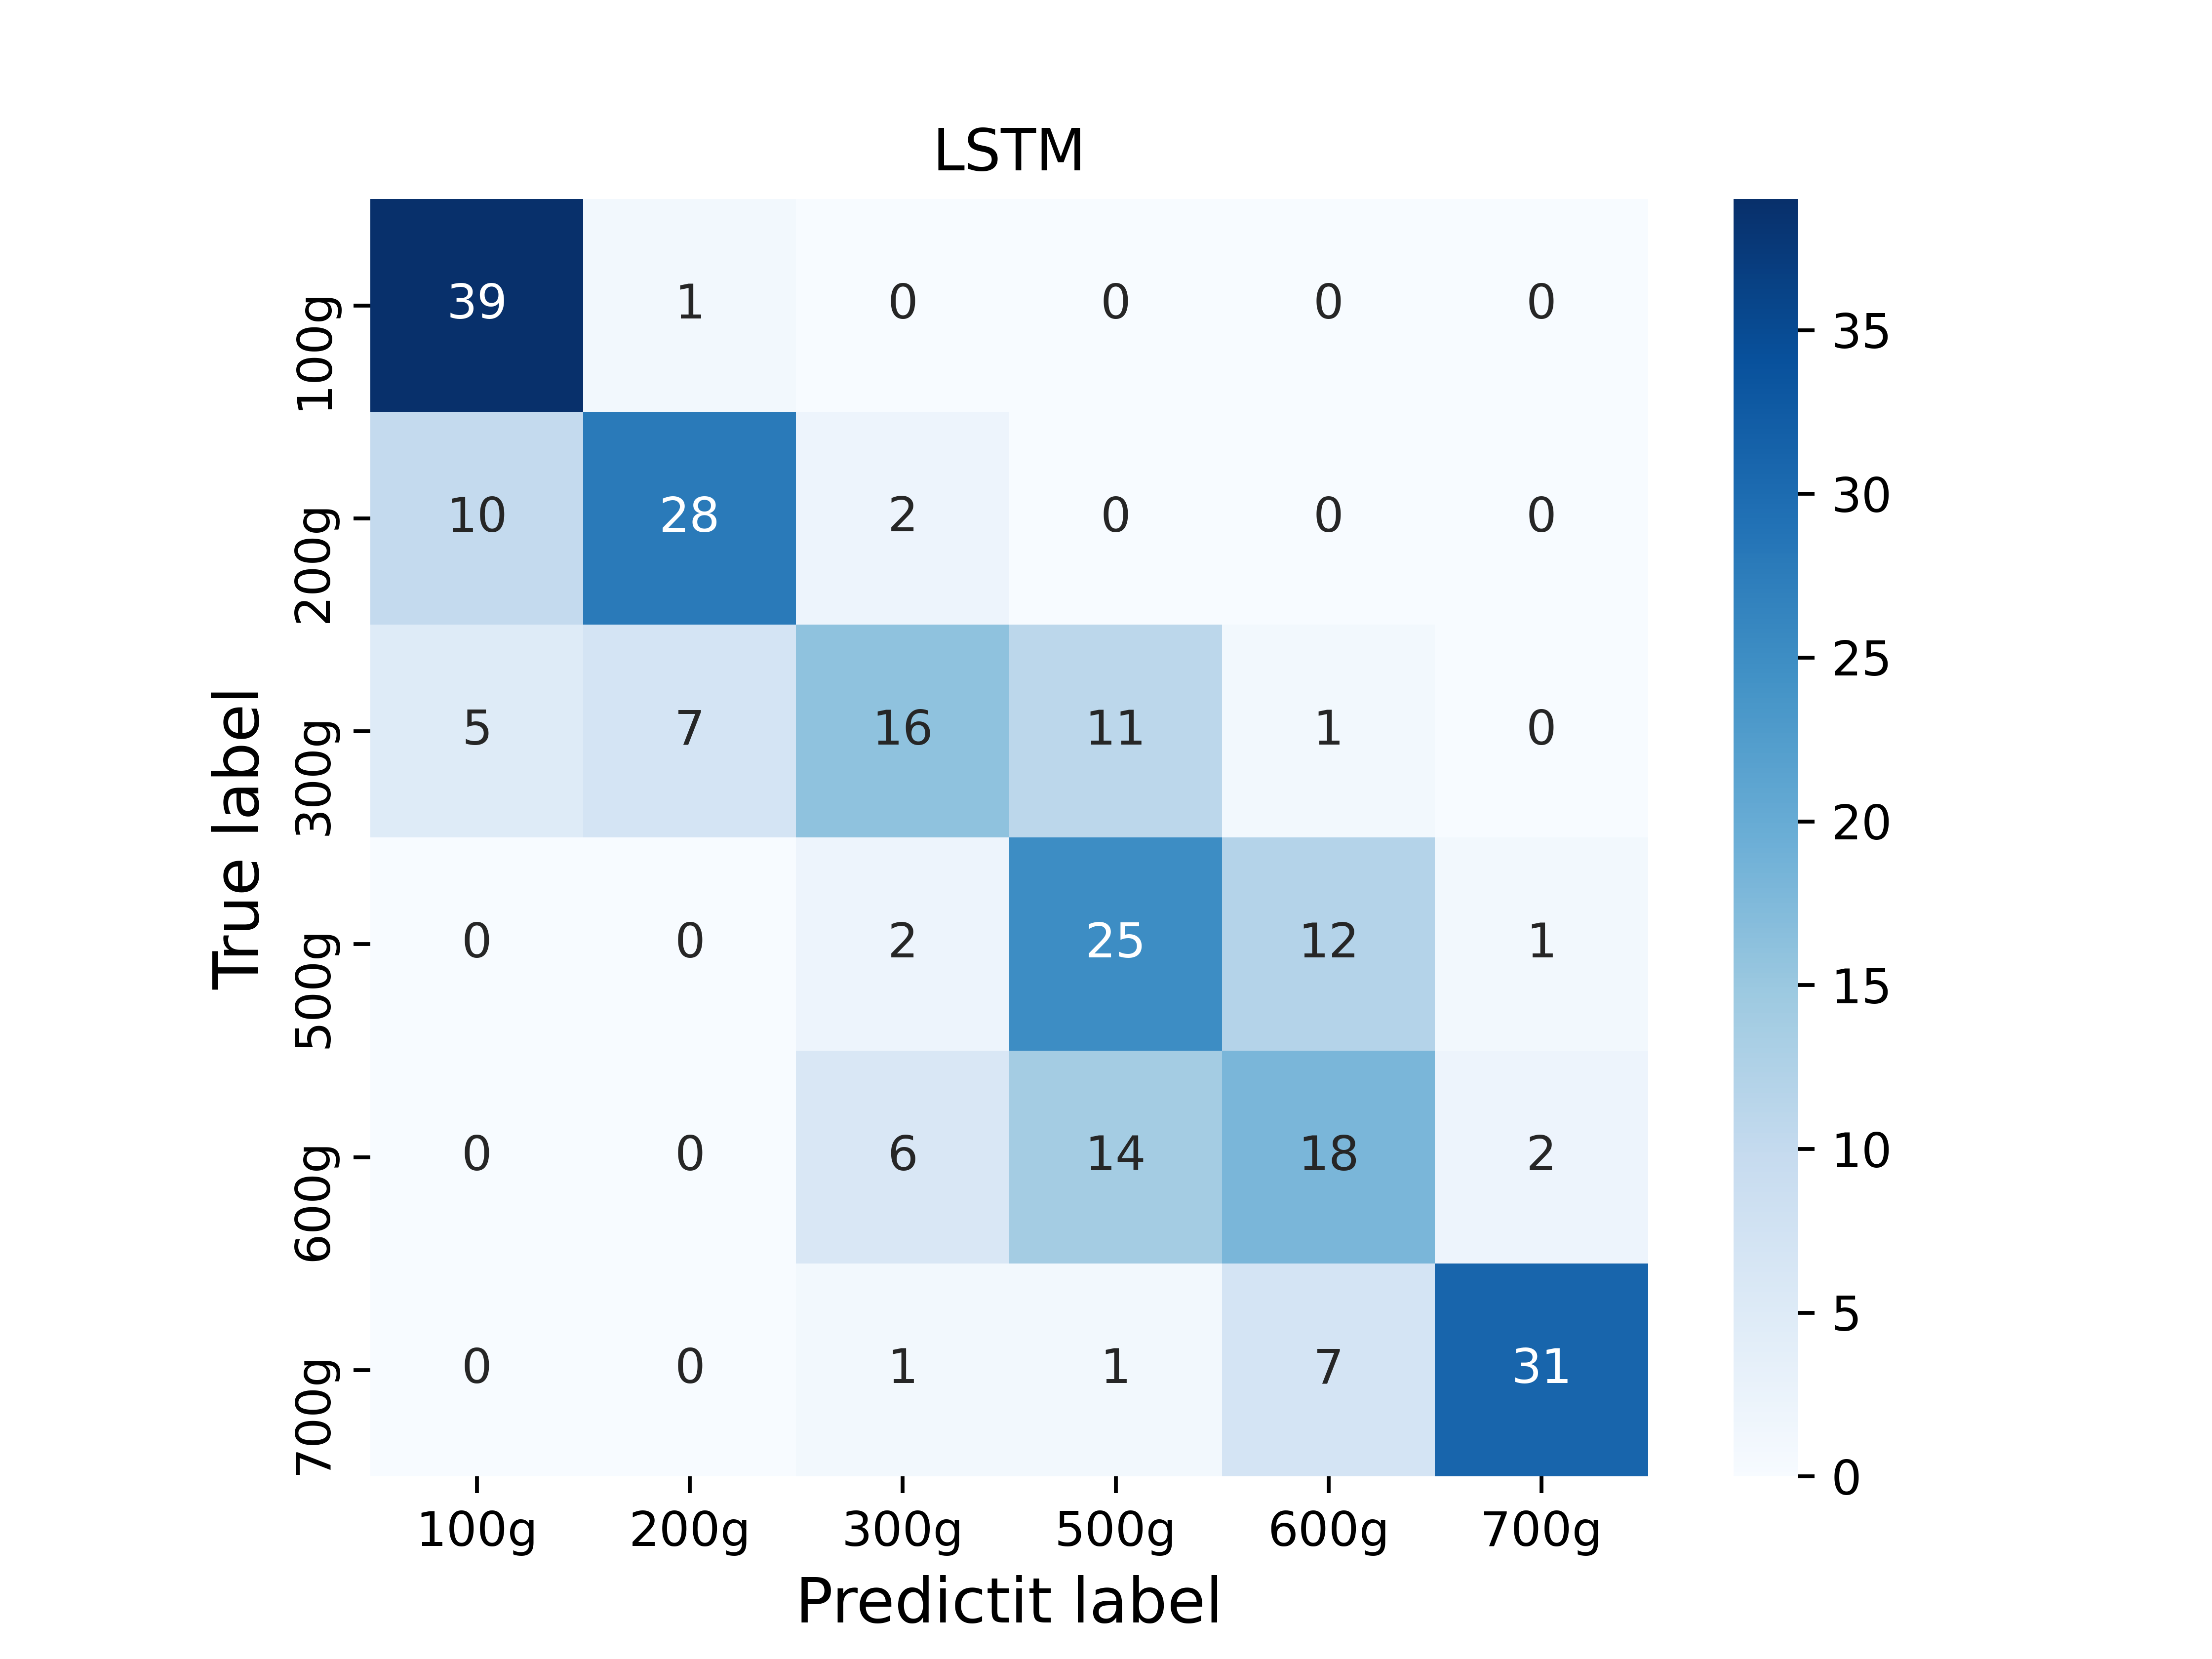 LSTM
True label
100g 39 1 0 0 0 0
200g 10 28 2 0 0 0
300g 5 7 16 11 1 0
500g 0 0 2 25 12 1
600g 0 0 6 14 18 2
700g 0 0 1 1 7 31
100g 200g 300g 500g 600g 700g
Predictit label
35
30
25
20
15
10
5
0